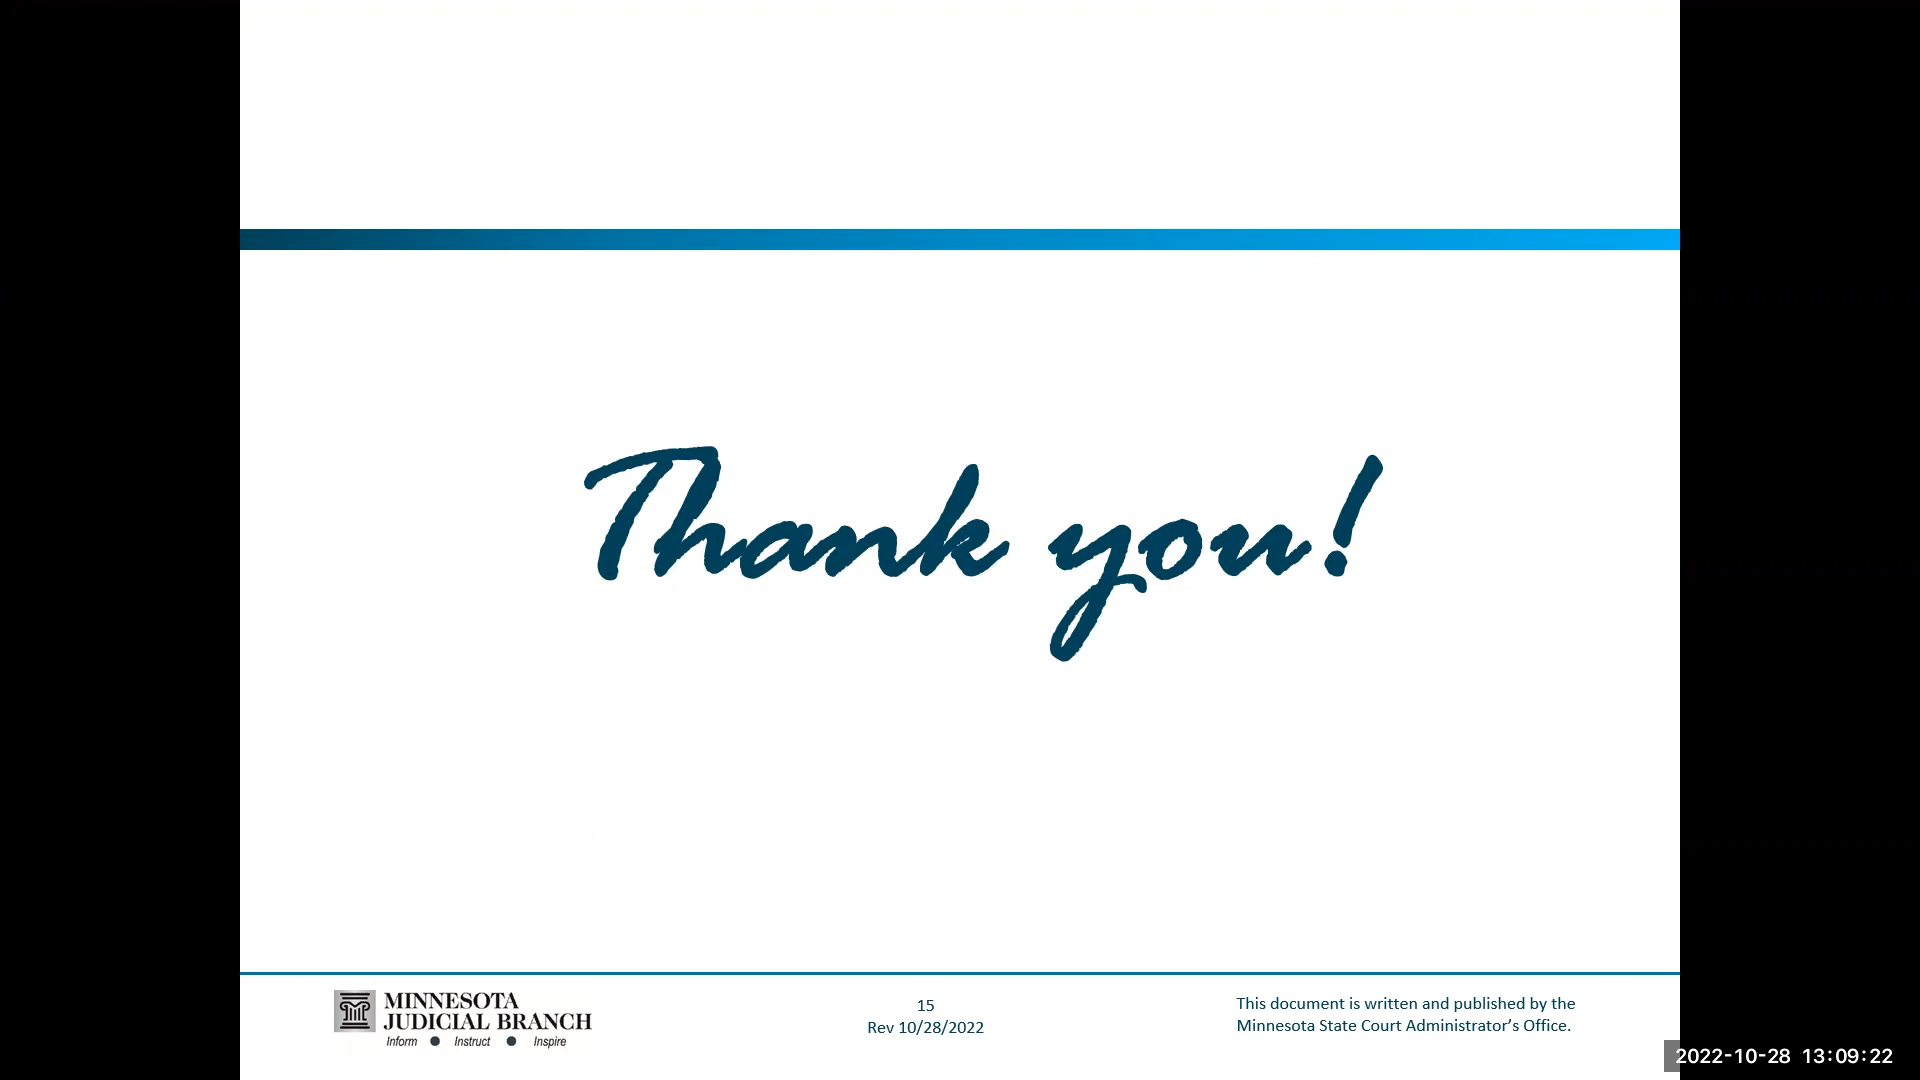 Thank you!
MINNESOTA
JUDICIAL BRANCH
Inform ● Instruct ● Inspire
15
Rev 10/28/2022
This document is written and published by the
Minnesota State Court Administrator’s Office.
2022-10-28 13:09:22